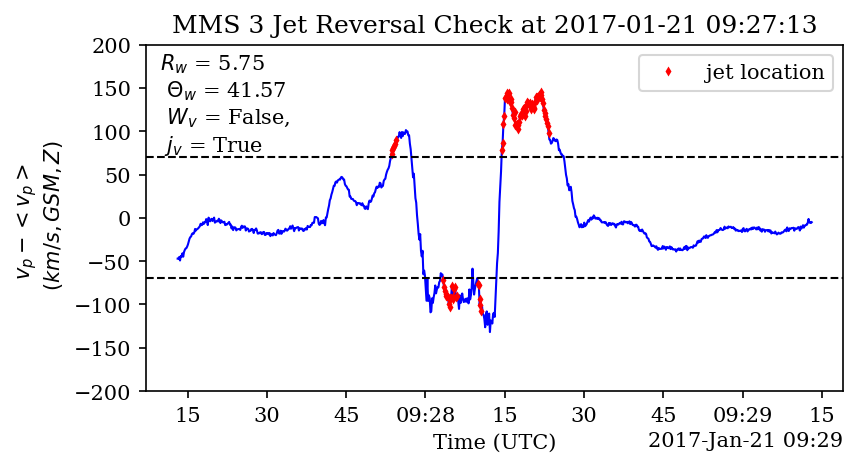 MMS 3 Jet Reversal Check at 2017-01-21 09:27:13
200
150
100
50
0
−50
−100
−150
−200
v_p − < v_p >
(km/s, GSM, Z)
R_w = 5.75
Θ_w = 41.57
W_v = False,
j_v = True
jet location
15 30 45 09:28 15 30 45 09:29 15
Time (UTC)
2017-Jan-21 09:29